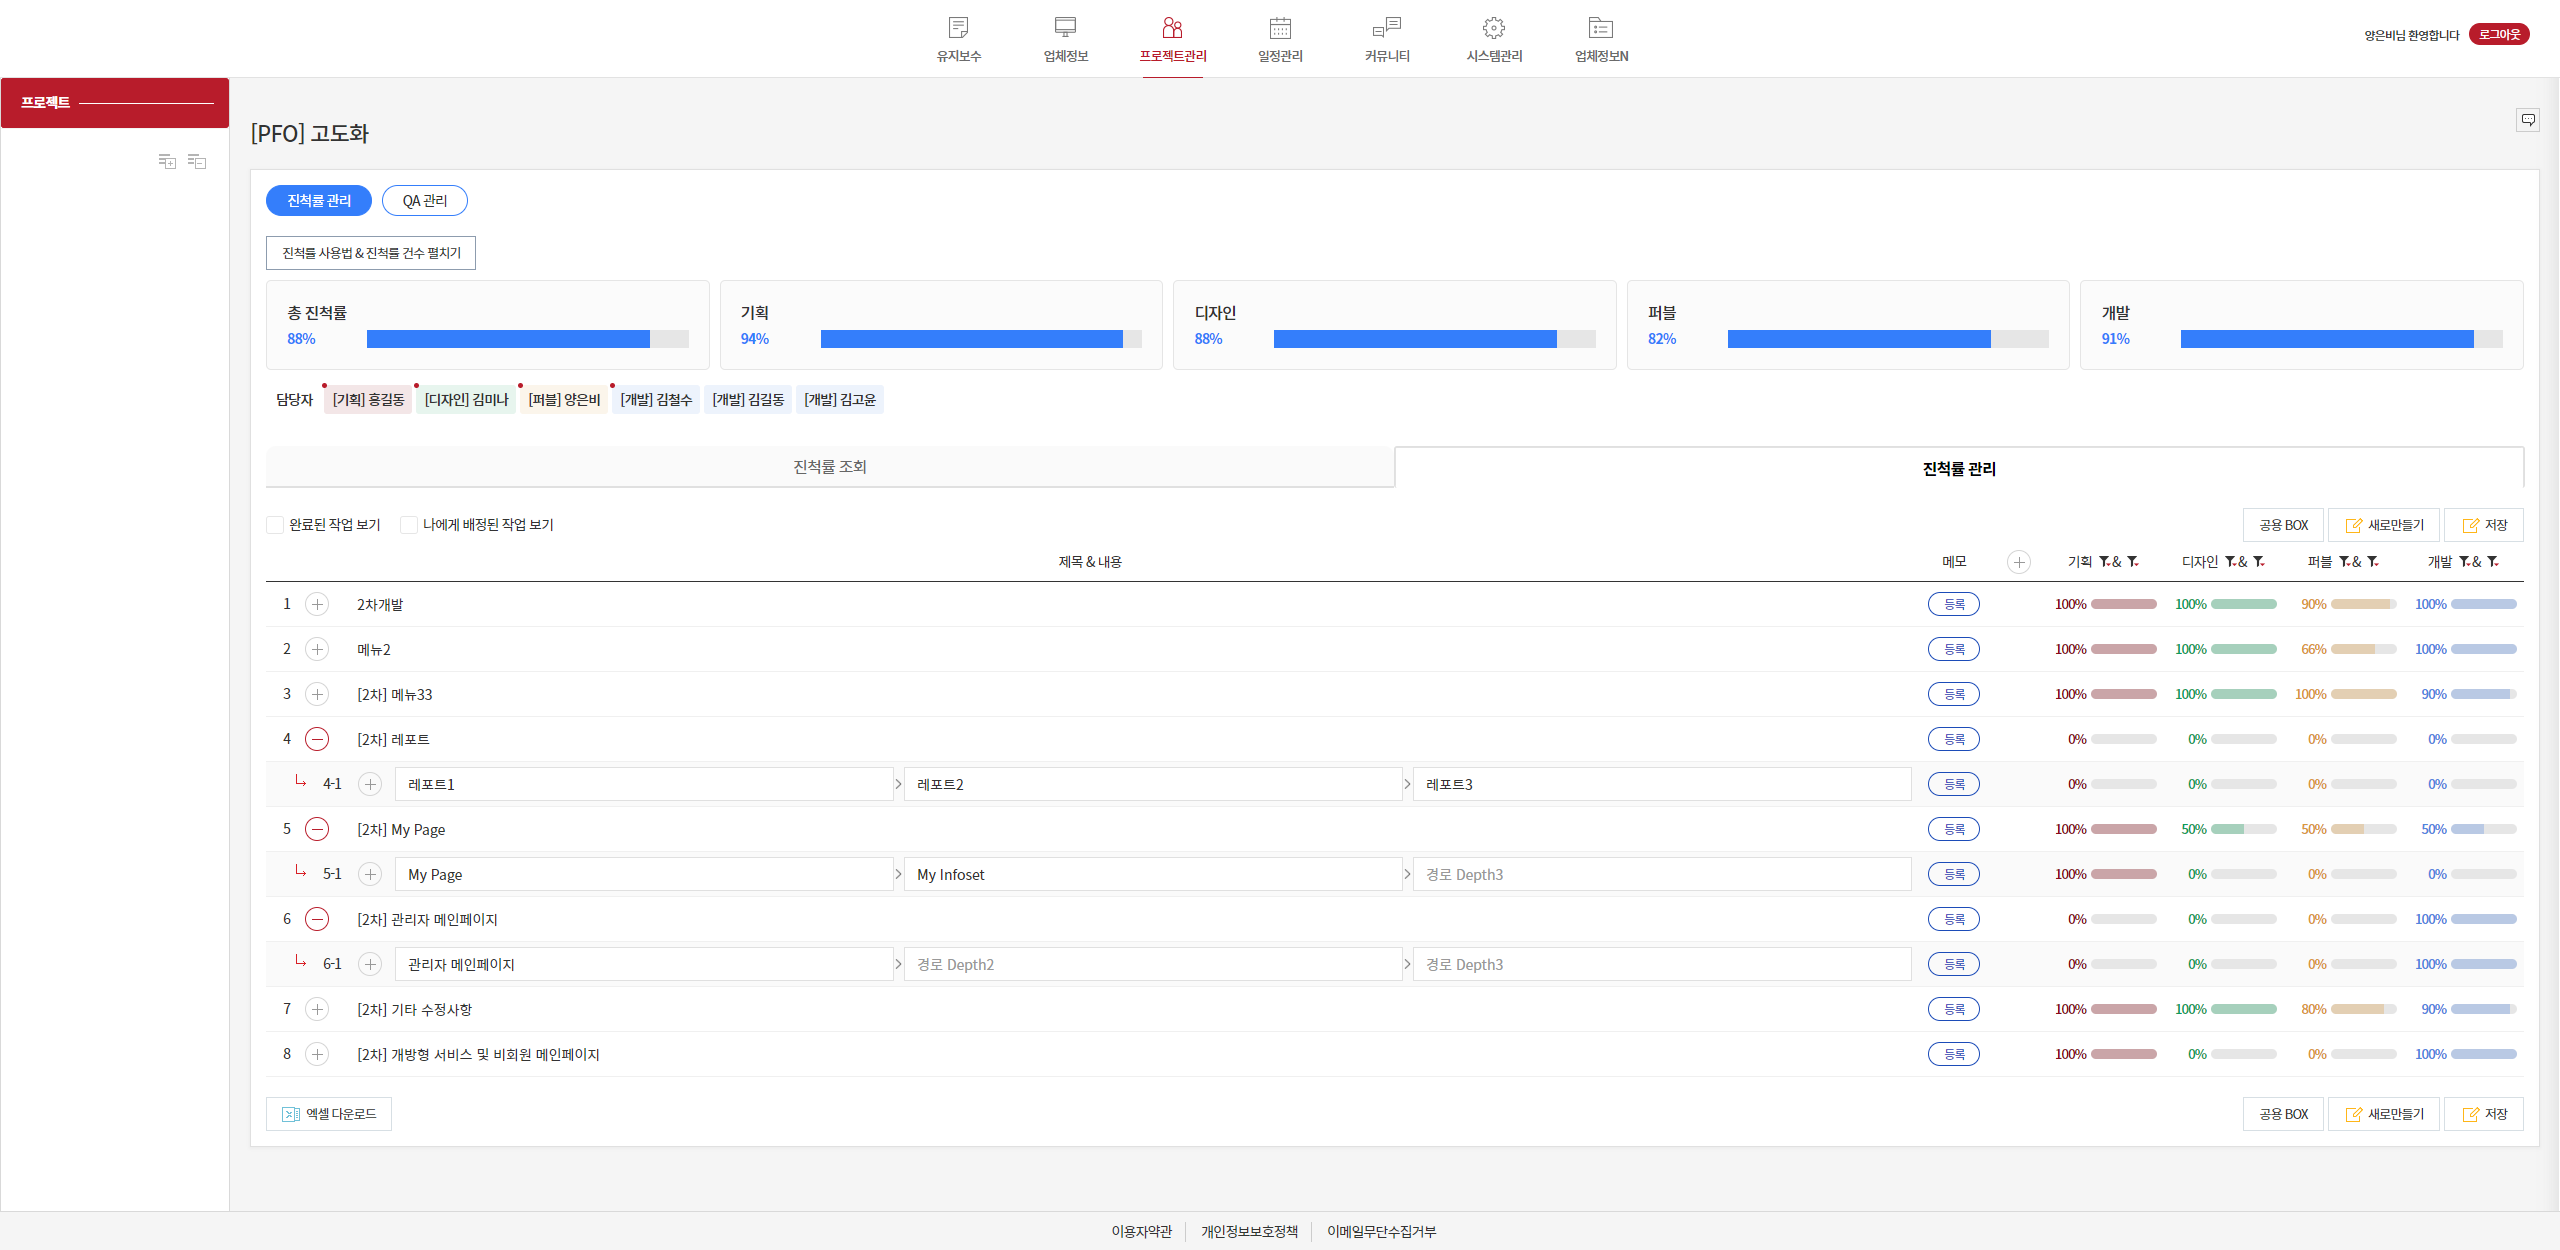 유지보수 업체정보 프로젝트관리 일정관리 커뮤니티 시스템관리 업체정보N
양은비님 환영합니다 로그아웃
프로젝트
[PFO] 고도화
진척률 관리 QA 관리
진척률 사용법 & 진척률 건수 펼치기
총 진척률 기획 디자인 퍼블 개발
88% 94% 88% 82% 91%
담당자 [기획] 홍길동 [디자인] 김미나 [퍼블] 양은비 [개발] 김철수 [개발] 김길동 [개발] 김고윤
진척률 조회 진척률 관리
완료된 작업 보기 나에게 배정된 작업 보기 공용 BOX 새로만들기 저장
제목 & 내용 메모 기획 & 디자인 & 퍼블 & 개발 &
1 2차개발 등록 100% 100% 90% 100%
2 메뉴2 등록 100% 100% 66% 100%
3 [2차] 메뉴33 등록 100% 100% 100% 90%
4 [2차] 레포트 등록 0% 0% 0% 0%
4-1 레포트1 > 레포트2 > 레포트3 등록 0% 0% 0% 0%
5 [2차] My Page 등록 100% 50% 50% 50%
5-1 My Page > My Infoset > 경로 Depth3 등록 100% 0% 0% 0%
6 [2차] 관리자 메인페이지 등록 0% 0% 0% 100%
6-1 관리자 메인페이지 > 경로 Depth2 > 경로 Depth3 등록 0% 0% 0% 100%
7 [2차] 기타 수정사항 등록 100% 100% 80% 90%
8 [2차] 개방형 서비스 및 비회원 메인페이지 등록 100% 0% 0% 100%
엑셀 다운로드 공용 BOX 새로만들기 저장
이용자약관 개인정보보호정책 이메일무단수집거부